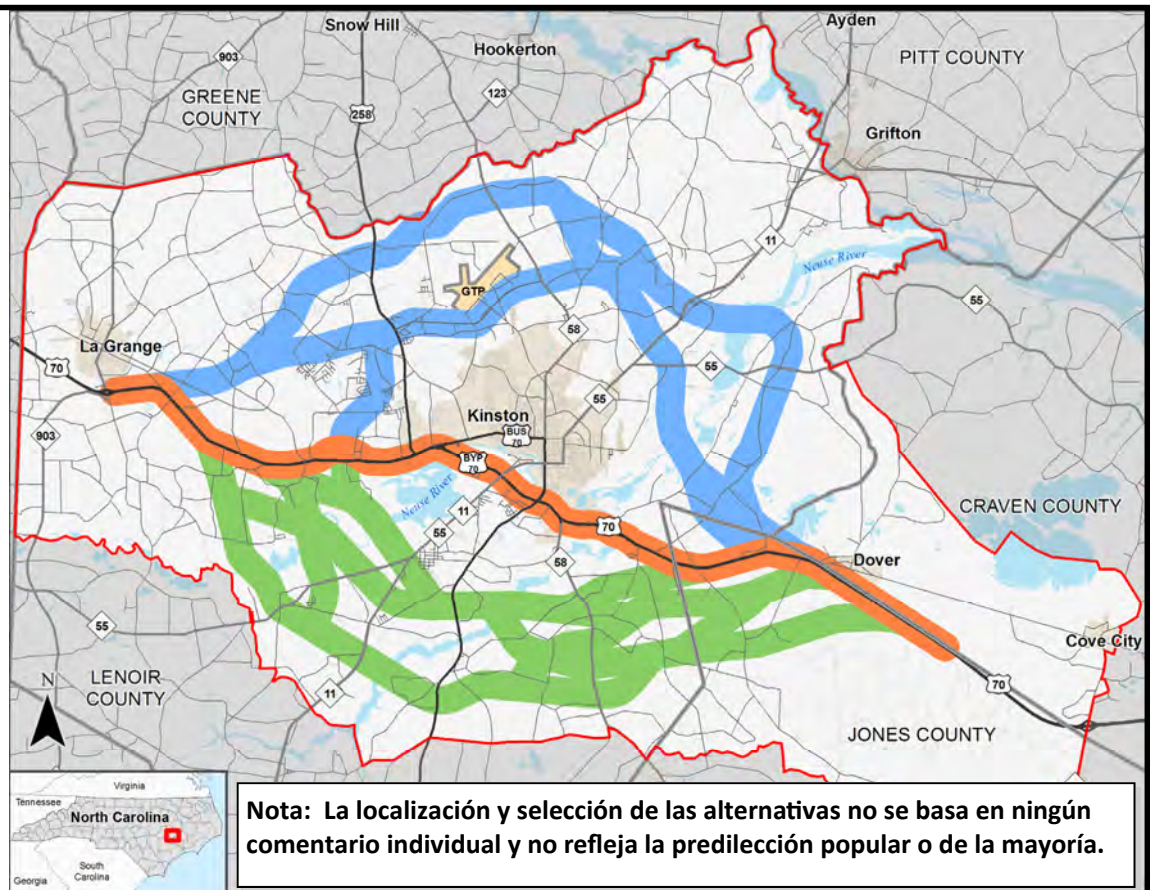 Snow Hill
Ayden
Hookerton
903
PITT COUNTY
GREENE
COUNTY
123
258
Grifton
11
Neuse River
GTP
55
58
La Grange
70
55
55
Kinston
BUS
70
903
BYP
70
Neuse River
11
55
70
CRAVEN COUNTY
58
Dover
55
Cove City
LENOIR
COUNTY
N
11
70
JONES COUNTY
Virginia
Tennessee
North Carolina
South
Carolina
Georgia
Nota: La localización y selección de las alternativas no se basa en ningún
comentario individual y no refleja la predilección popular o de la mayoría.